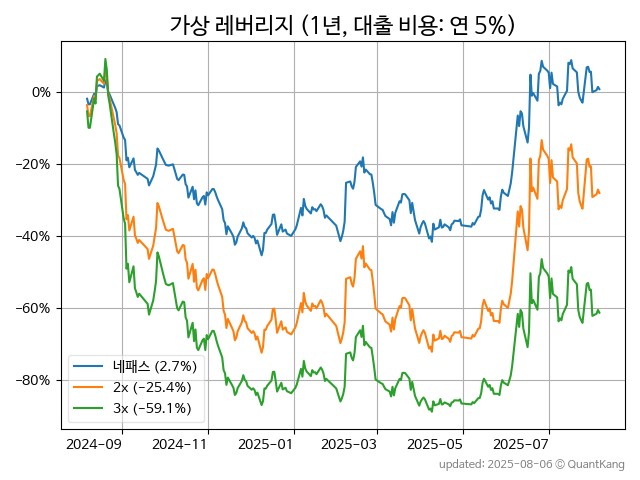 가상 레버리지 (1년, 대출 비용: 연 5%)
0%
−20%
−40%
−60%
−80%
네패스 (2.7%)
2x (−25.4%)
3x (−59.1%)
2024-09
2024-11
2025-01
2025-03
2025-05
2025-07
updated: 2025-08-06 © QuantKang